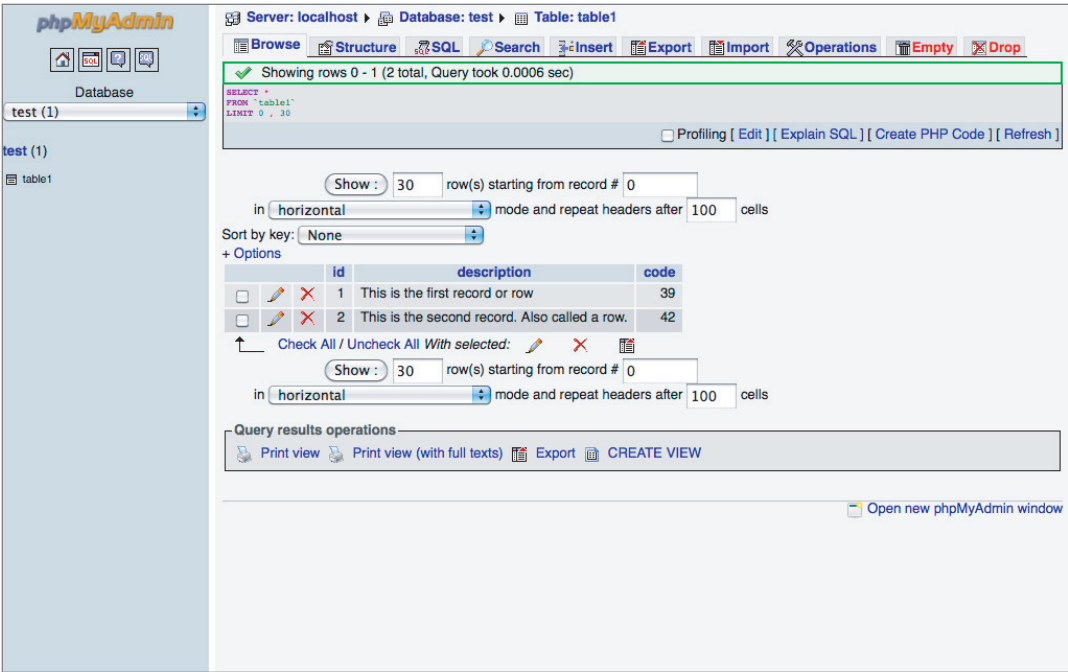 phpMyAdmin
SQL
SQL
Database
test (1)
test (1)
table1
Server: localhost Database: test Table: table1
Browse Structure SQL Search Insert Export Import Operations Empty Drop
Showing rows 0 - 1 (2 total, Query took 0.0006 sec)
SELECT *
FROM `table1`
LIMIT 0 , 30
Profiling [ Edit ] [ Explain SQL ] [ Create PHP Code ] [ Refresh ]
Show : 30 row(s) starting from record # 0
in horizontal mode and repeat headers after 100 cells
Sort by key: None
+ Options
id description code
1 This is the first record or row 39
2 This is the second record. Also called a row. 42
Check All / Uncheck All With selected:
Show : 30 row(s) starting from record # 0
in horizontal mode and repeat headers after 100 cells
Query results operations
Print view Print view (with full texts) Export CREATE VIEW
Open new phpMyAdmin window